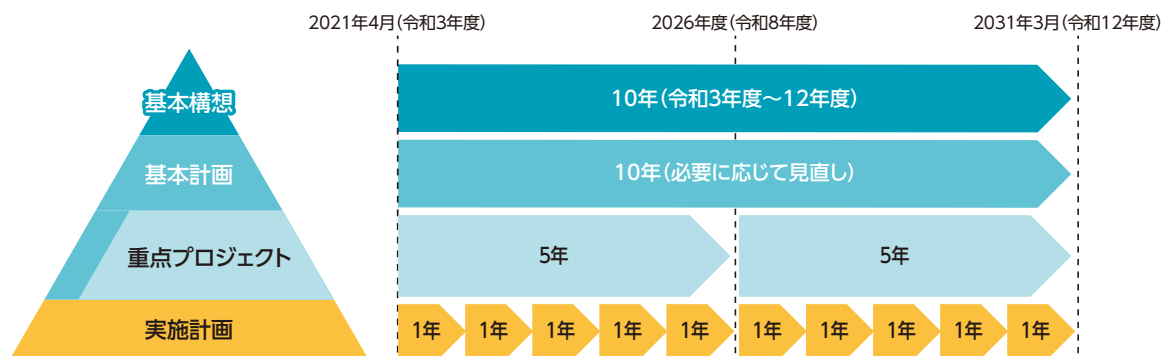 2021年4月(令和3年度)
2026年度(令和8年度)
2031年3月(令和12年度)
基本構想
10年(令和3年度～12年度)
基本計画
10年(必要に応じて見直し)
重点プロジェクト
5年
5年
実施計画
1年
1年
1年
1年
1年
1年
1年
1年
1年
1年